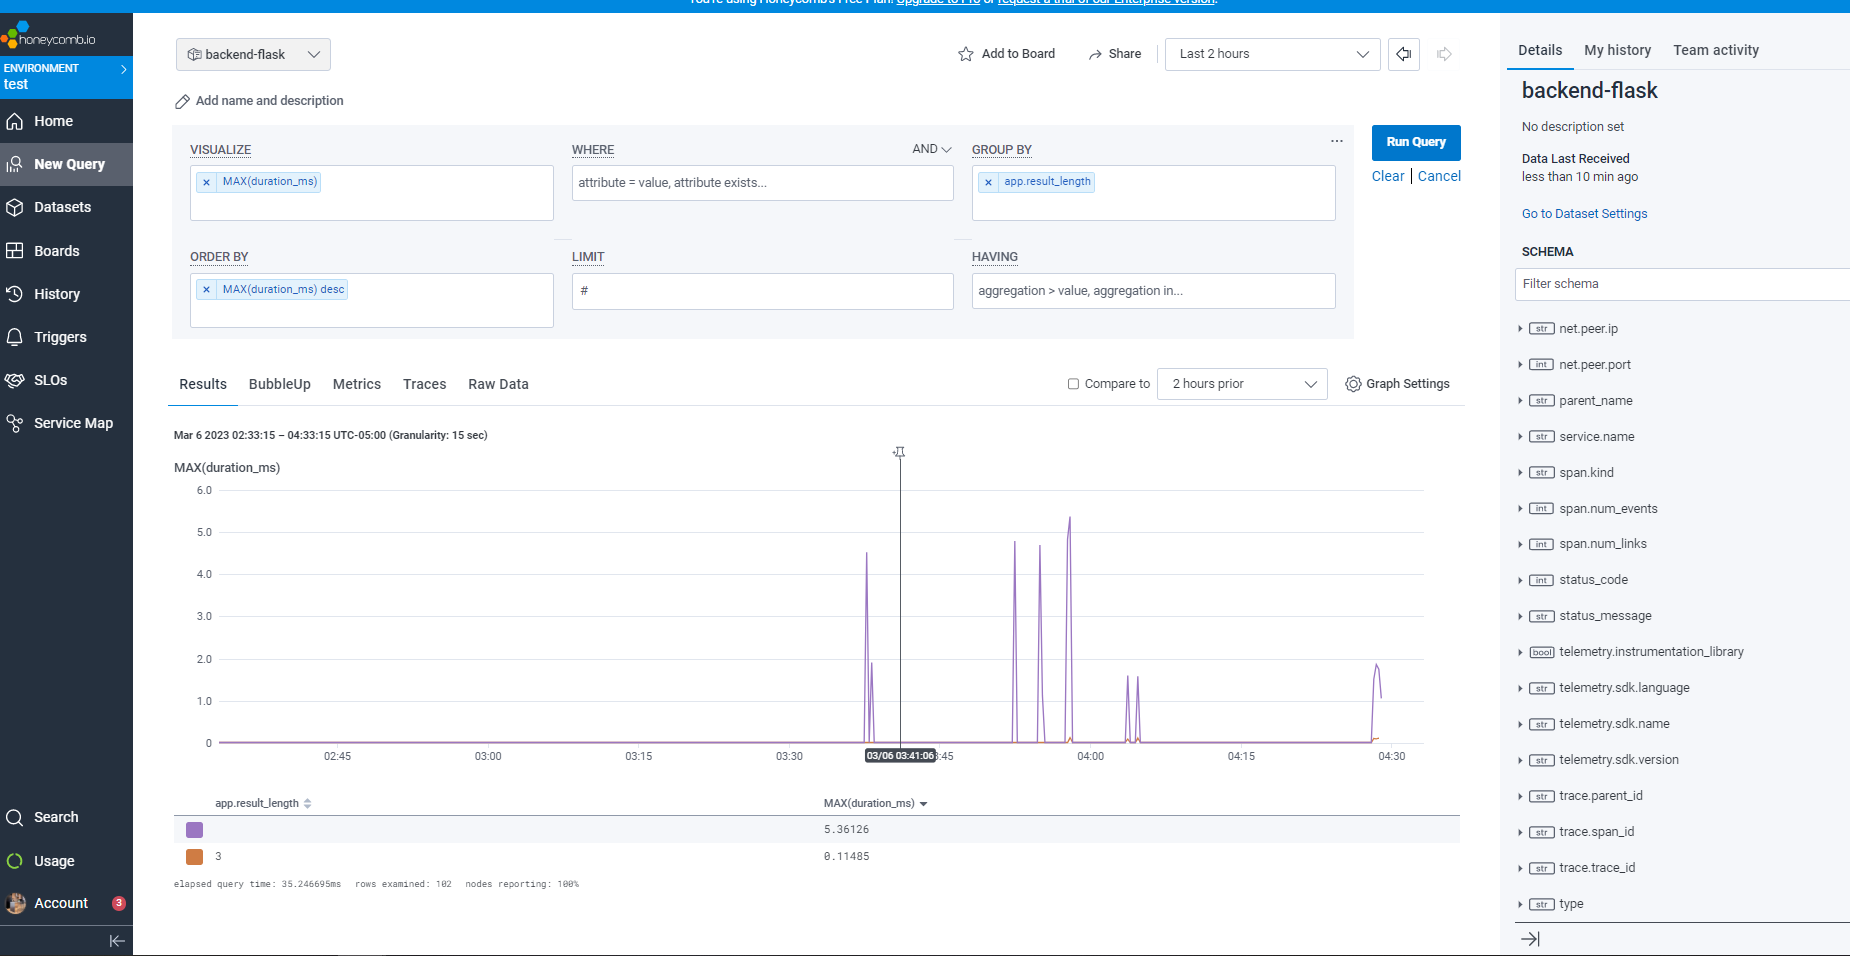 You're using Honeycomb's Free Plan! Upgrade to Pro or request a trial of our Enterprise version!
honeycomb.io
ENVIRONMENT
test
Home
New Query
Datasets
Boards
History
Triggers
SLOs
Service Map
Search
Usage
Account 3
backend-flask
Add to Board
Share
Last 2 hours
Add name and description
VISUALIZE
MAX(duration_ms)
WHERE
AND
attribute = value, attribute exists...
GROUP BY
app.result_length
Run Query
Clear | Cancel
ORDER BY
MAX(duration_ms) desc
LIMIT
#
HAVING
aggregation > value, aggregation in...
Results BubbleUp Metrics Traces Raw Data
Compare to 2 hours prior
Graph Settings
Mar 6 2023 02:33:15 – 04:33:15 UTC-05:00 (Granularity: 15 sec)
MAX(duration_ms)
6.0
5.0
4.0
3.0
2.0
1.0
0
02:45 03:00 03:15 03:30 03/06 03:41:06 :45 04:00 04:15 04:30
app.result_length MAX(duration_ms)
5.36126
3 0.11485
elapsed query time: 35.246695ms rows examined: 102 nodes reporting: 100%
Details My history Team activity
backend-flask
No description set
Data Last Received
less than 10 min ago
Go to Dataset Settings
SCHEMA
Filter schema
str net.peer.ip
int net.peer.port
str parent_name
str service.name
str span.kind
int span.num_events
int span.num_links
int status_code
str status_message
bool telemetry.instrumentation_library
str telemetry.sdk.language
str telemetry.sdk.name
str telemetry.sdk.version
str trace.parent_id
str trace.span_id
str trace.trace_id
str type